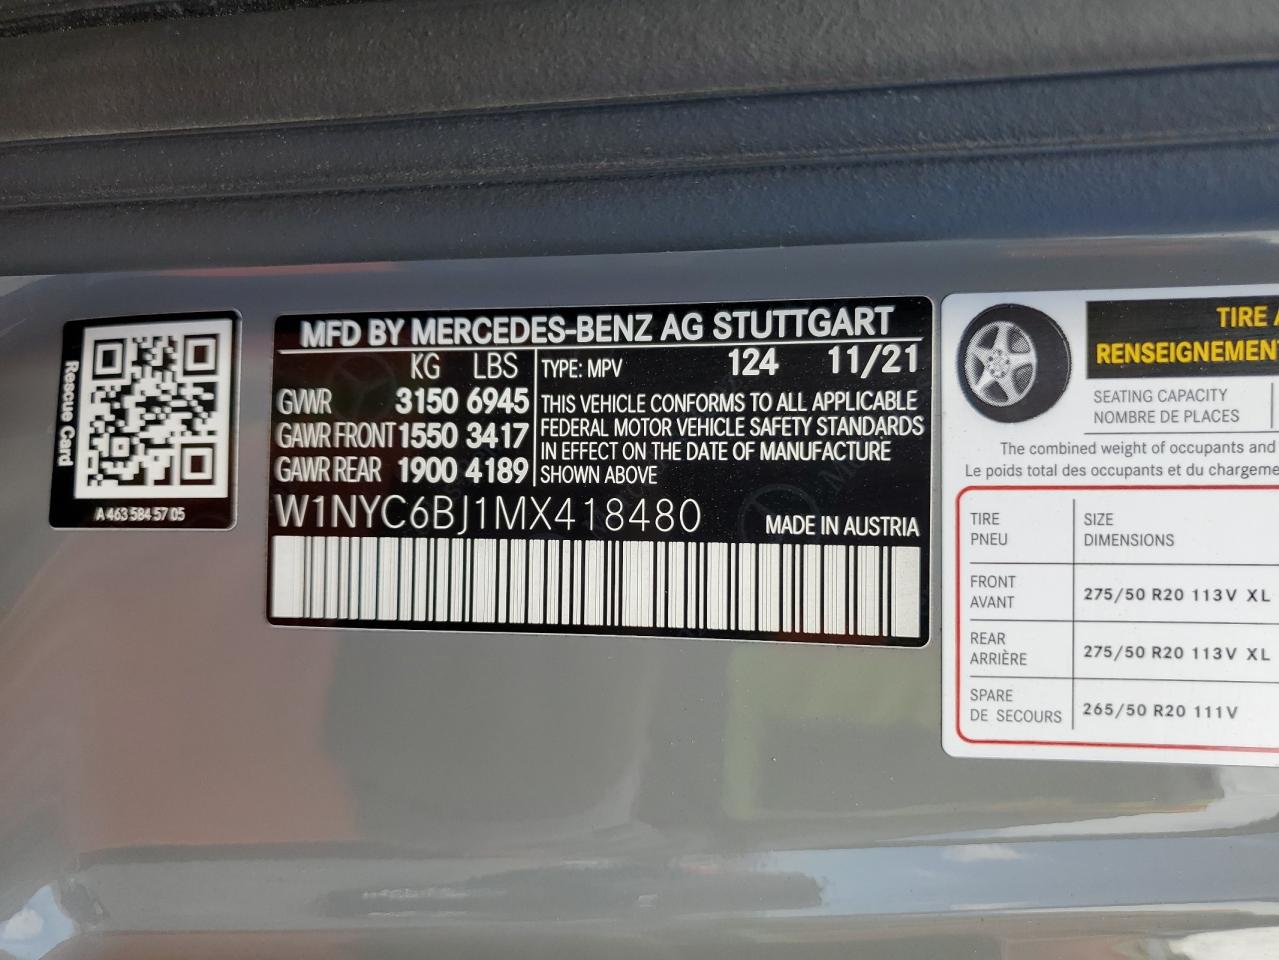 Rescue Card
A 463 584 57 05
MFD BY MERCEDES-BENZ AG STUTTGART
KG LBS
GVWR 3150 6945
GAWR FRONT 1550 3417
GAWR REAR 1900 4189
TYPE: MPV 124 11/21
THIS VEHICLE CONFORMS TO ALL APPLICABLE
FEDERAL MOTOR VEHICLE SAFETY STANDARDS
IN EFFECT ON THE DATE OF MANUFACTURE
SHOWN ABOVE
W1NYC6BJ1MX418480
MADE IN AUSTRIA
TIRE
RENSEIGNEMENT
SEATING CAPACITY
NOMBRE DE PLACES
The combined weight of occupants and
Le poids total des occupants et du chargeme
TIRE SIZE
PNEU DIMENSIONS
FRONT
AVANT 275/50 R20 113V XL
REAR
ARRIÈRE 275/50 R20 113V XL
SPARE
DE SECOURS 265/50 R20 111V